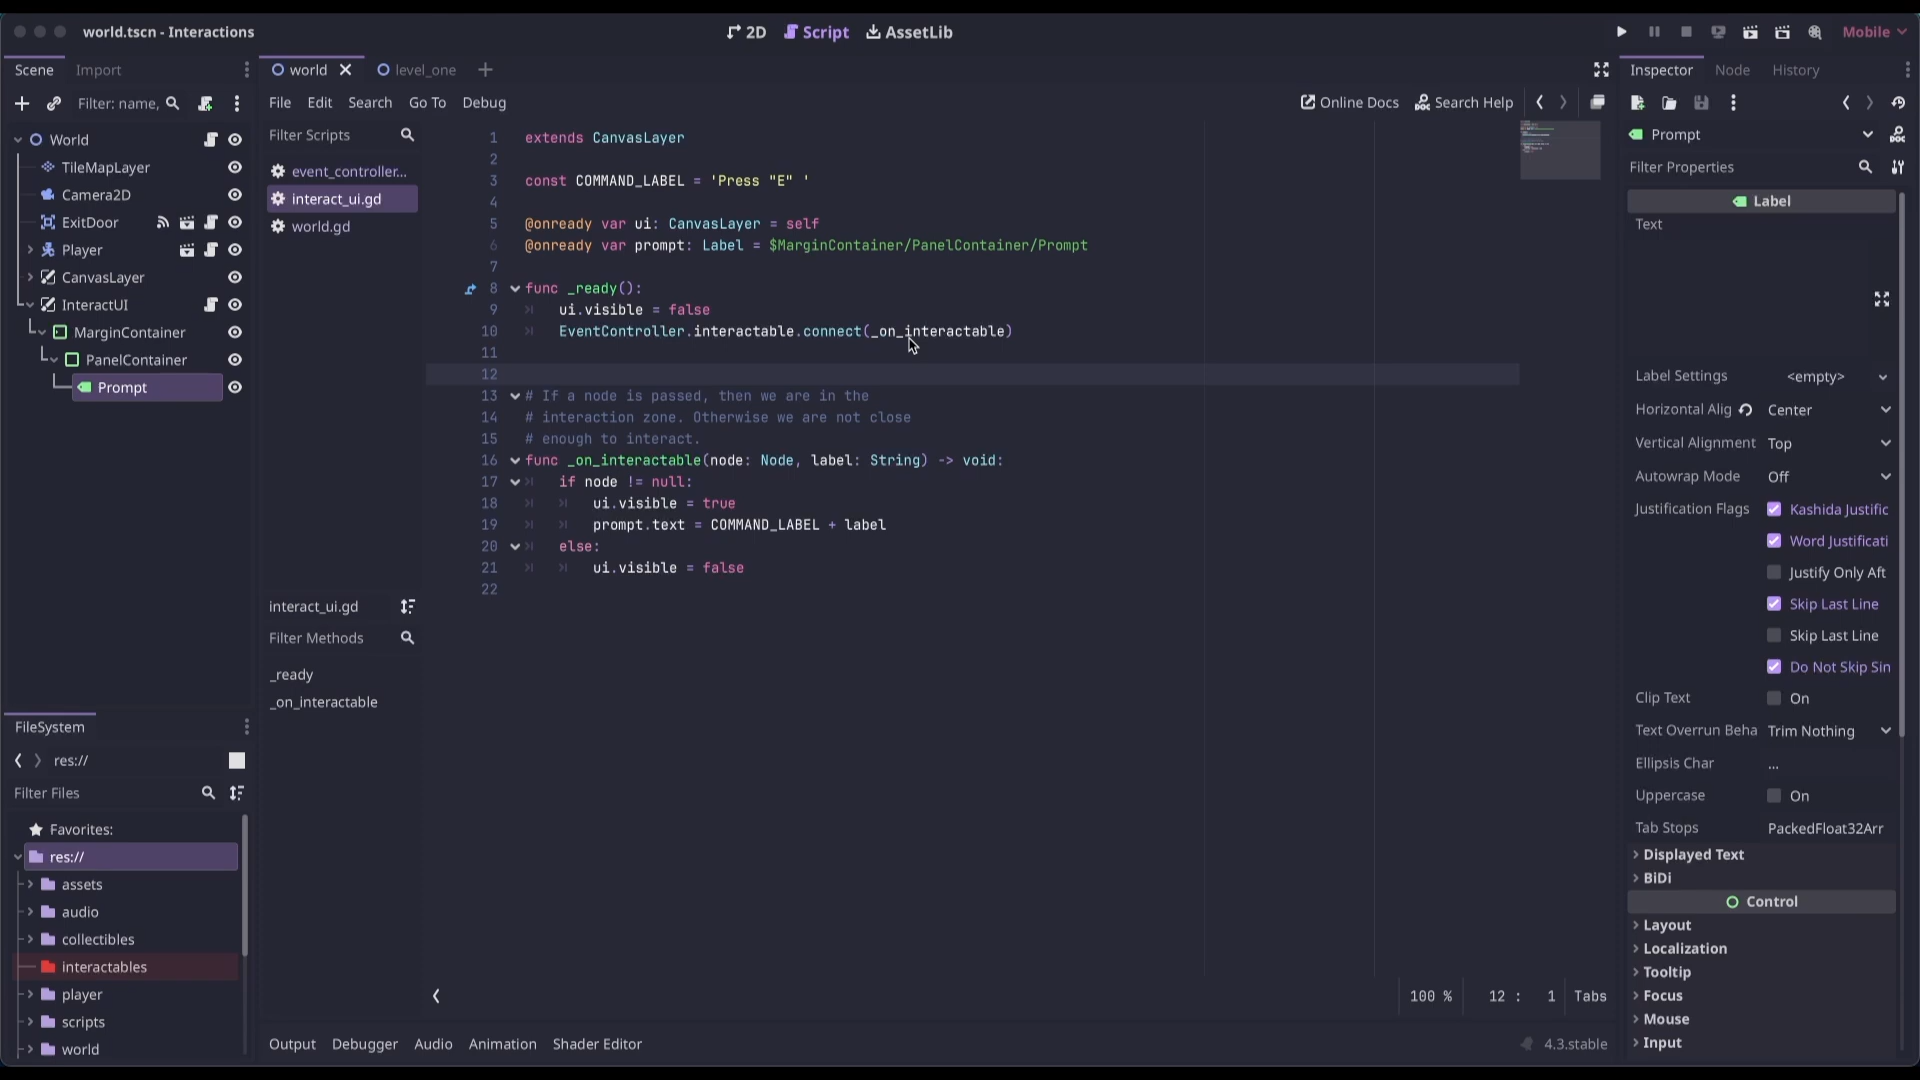 world.tscn - Interactions
2D
Script
AssetLib
Mobile
Scene
Import
world
level_one
Inspector
Node
History
Filter: name,
File
Edit
Search
Go To
Debug
Online Docs
Search Help
World
TileMapLayer
Camera2D
ExitDoor
Player
CanvasLayer
InteractUI
MarginContainer
PanelContainer
Prompt
FileSystem
res://
Filter Files
Favorites:
res://
assets
audio
collectibles
interactables
player
scripts
world
Filter Scripts
event_controller...
interact_ui.gd
world.gd
interact_ui.gd
Filter Methods
_ready
_on_interactable
1 extends CanvasLayer
2
3 const COMMAND_LABEL = 'Press "E" '
4
5 @onready var ui: CanvasLayer = self
6 @onready var prompt: Label = $MarginContainer/PanelContainer/Prompt
7
8 func _ready():
9 ui.visible = false
10 EventController.interactable.connect(_on_interactable)
11
12
13 # If a node is passed, then we are in the
14 # interaction zone. Otherwise we are not close
15 # enough to interact.
16 func _on_interactable(node: Node, label: String) -> void:
17 if node != null:
18 ui.visible = true
19 prompt.text = COMMAND_LABEL + label
20 else:
21 ui.visible = false
22
100 %
12 : 1
Tabs
Output
Debugger
Audio
Animation
Shader Editor
4.3.stable
Prompt
Filter Properties
Label
Text
Label Settings <empty>
Horizontal Alig Center
Vertical Alignment Top
Autowrap Mode Off
Justification Flags Kashida Justific
Word Justificati
Justify Only Aft
Skip Last Line
Skip Last Line
Do Not Skip Sin
Clip Text On
Text Overrun Beha Trim Nothing
Ellipsis Char ...
Uppercase On
Tab Stops PackedFloat32Arr
Displayed Text
BiDi
Control
Layout
Localization
Tooltip
Focus
Mouse
Input